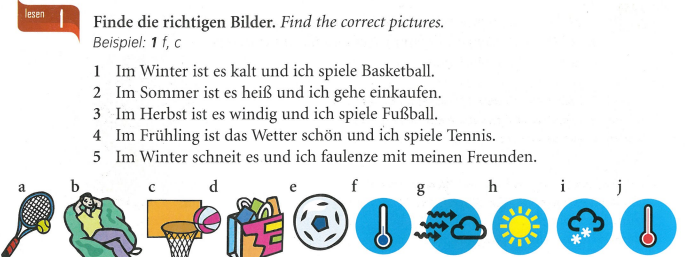 lesen 1
Finde die richtigen Bilder. Find the correct pictures.
Beispiel: 1 f, c
1 Im Winter ist es kalt und ich spiele Basketball.
2 Im Sommer ist es heiß und ich gehe einkaufen.
3 Im Herbst ist es windig und ich spiele Fußball.
4 Im Frühling ist das Wetter schön und ich spiele Tennis.
5 Im Winter schneit es und ich faulenze mit meinen Freunden.
a b c d e f g h i j